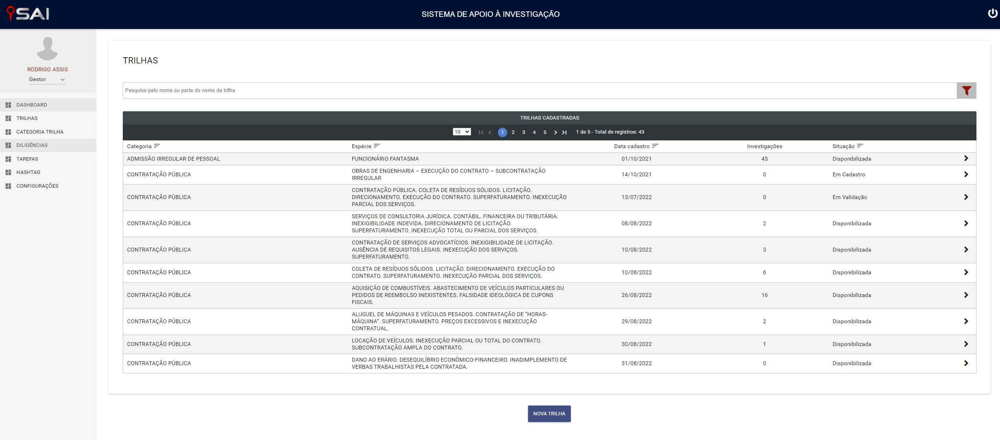 SAI
SISTEMA DE APOIO À INVESTIGAÇÃO
RODRIGO ASSIS
Gestor
DASHBOARD
TRILHAS
CATEGORIA TRILHA
DILIGÊNCIAS
TAREFAS
HASHTAG
CONFIGURAÇÕES
TRILHAS
Pesquise pelo nome ou parte do nome da trilha
TRILHAS CADASTRADAS
10 1 2 3 4 5 1 de 5 - Total de registros: 43
Categoria Espécie Data cadastro Investigações Situação
ADMISSÃO IRREGULAR DE PESSOAL FUNCIONÁRIO FANTASMA 01/10/2021 45 Disponibilizada
OBRAS DE ENGENHARIA – EXECUÇÃO DO CONTRATO – SUBCONTRATAÇÃO
CONTRATAÇÃO PÚBLICA 14/10/2021 0 Em Cadastro
IRREGULAR
CONTRATAÇÃO PÚBLICA. COLETA DE RESÍDUOS SÓLIDOS. LICITAÇÃO.
CONTRATAÇÃO PÚBLICA DIRECIONAMENTO. EXECUÇÃO DO CONTRATO. SUPERFATURAMENTO. INEXECUÇÃO 13/07/2022 0 Em Validação
PARCIAL DOS SERVIÇOS.
SERVIÇOS DE CONSULTORIA JURÍDICA. CONTÁBIL. FINANCEIRA OU TRIBUTÁRIA.
CONTRATAÇÃO PÚBLICA INEXIGIBILIDADE INDEVIDA. DIRECIONAMENTO DE LICITAÇÃO. 08/08/2022 2 Disponibilizada
SUPERFATURAMENTO. INEXECUÇÃO TOTAL OU PARCIAL DOS SERVIÇOS.
CONTRATAÇÃO DE SERVIÇOS ADVOCATÍCIOS. INEXIGIBILIDADE DE LICITAÇÃO.
CONTRATAÇÃO PÚBLICA AUSÊNCIA DE REQUISITOS LEGAIS. INEXECUÇÃO DOS SERVIÇOS. 10/08/2022 3 Disponibilizada
SUPERFATURAMENTO.
COLETA DE RESÍDUOS SÓLIDOS. LICITAÇÃO. DIRECIONAMENTO. EXECUÇÃO DO
CONTRATAÇÃO PÚBLICA 10/08/2022 6 Disponibilizada
CONTRATO. SUPERFATURAMENTO. INEXECUÇÃO PARCIAL DOS SERVIÇOS.
AQUISIÇÃO DE COMBUSTÍVEIS. ABASTECIMENTO DE VEÍCULOS PARTICULARES OU
CONTRATAÇÃO PÚBLICA PEDIDOS DE REEMBOLSO INEXISTENTES. FALSIDADE IDEOLÓGICA DE CUPONS 26/08/2022 16 Disponibilizada
FISCAIS.
ALUGUEL DE MÁQUINAS E VEÍCULOS PESADOS. CONTRATAÇÃO DE “HORAS-
CONTRATAÇÃO PÚBLICA MÁQUINA”. SUPERFATURAMENTO. PREÇOS EXCESSIVOS E INEXECUÇÃO 29/08/2022 2 Disponibilizada
CONTRATUAL.
LOCAÇÃO DE VEÍCULOS. INEXECUÇÃO PARCIAL OU TOTAL DO CONTRATO.
CONTRATAÇÃO PÚBLICA 30/08/2022 1 Disponibilizada
SUBCONTRATAÇÃO AMPLA DO CONTRATO.
DANO AO ERÁRIO. DESEQUILÍBRIO ECONÔMICO-FINANCEIRO. INADIMPLEMENTO DE
CONTRATAÇÃO PÚBLICA 31/08/2022 0 Disponibilizada
VERBAS TRABALHISTAS PELA CONTRATADA.
NOVA TRILHA